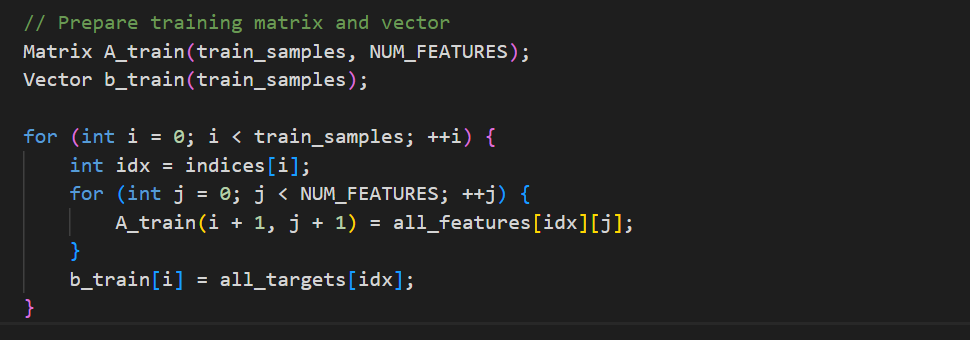 // Prepare training matrix and vector
Matrix A_train(train_samples, NUM_FEATURES);
Vector b_train(train_samples);

for (int i = 0; i < train_samples; ++i) {
    int idx = indices[i];
    for (int j = 0; j < NUM_FEATURES; ++j) {
        A_train(i + 1, j + 1) = all_features[idx][j];
    }
    b_train[i] = all_targets[idx];
}